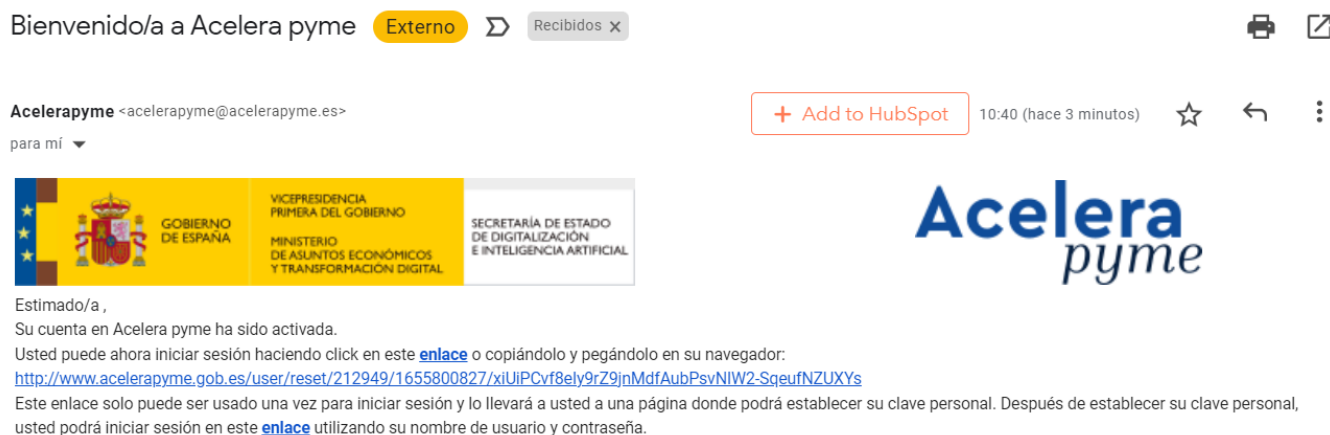 Bienvenido/a a Acelera pyme Externo Recibidos x
Acelerapyme <acelerapyme@acelerapyme.es>
+ Add to HubSpot 10:40 (hace 3 minutos)
para mí
GOBIERNO
DE ESPAÑA
VICEPRESIDENCIA
PRIMERA DEL GOBIERNO
MINISTERIO
DE ASUNTOS ECONÓMICOS
Y TRANSFORMACIÓN DIGITAL
SECRETARÍA DE ESTADO
DE DIGITALIZACIÓN
E INTELIGENCIA ARTIFICIAL
Acelera
pyme
Estimado/a ,
Su cuenta en Acelera pyme ha sido activada.
Usted puede ahora iniciar sesión haciendo click en este enlace o copiándolo y pegándolo en su navegador:
http://www.acelerapyme.gob.es/user/reset/212949/1655800827/xiUiPCvf8ely9rZ9jnMdfAubPsvNlW2-SqeufNZUXYs
Este enlace solo puede ser usado una vez para iniciar sesión y lo llevará a usted a una página donde podrá establecer su clave personal. Después de establecer su clave personal,
usted podrá iniciar sesión en este enlace utilizando su nombre de usuario y contraseña.